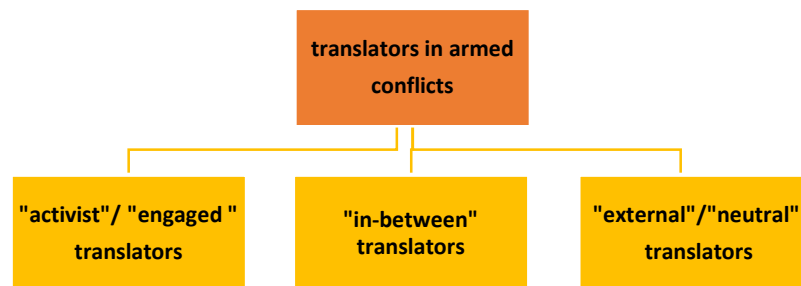 translators in armed
conflicts
"activist"/ "engaged "
translators
"in-between"
translators
"external"/"neutral"
translators